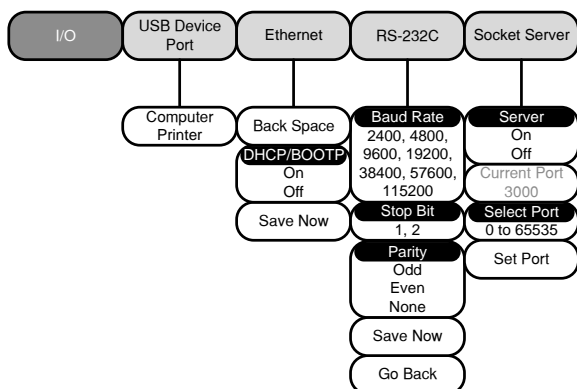 I/O
USB Device
Port
Ethernet
RS-232C
Socket Server
Computer
Printer
Back Space
DHCP/BOOTP
On
Off
Save Now
Baud Rate
2400, 4800,
9600, 19200,
38400, 57600,
115200
Stop Bit
1, 2
Parity
Odd
Even
None
Save Now
Go Back
Server
On
Off
Current Port
3000
Select Port
0 to 65535
Set Port